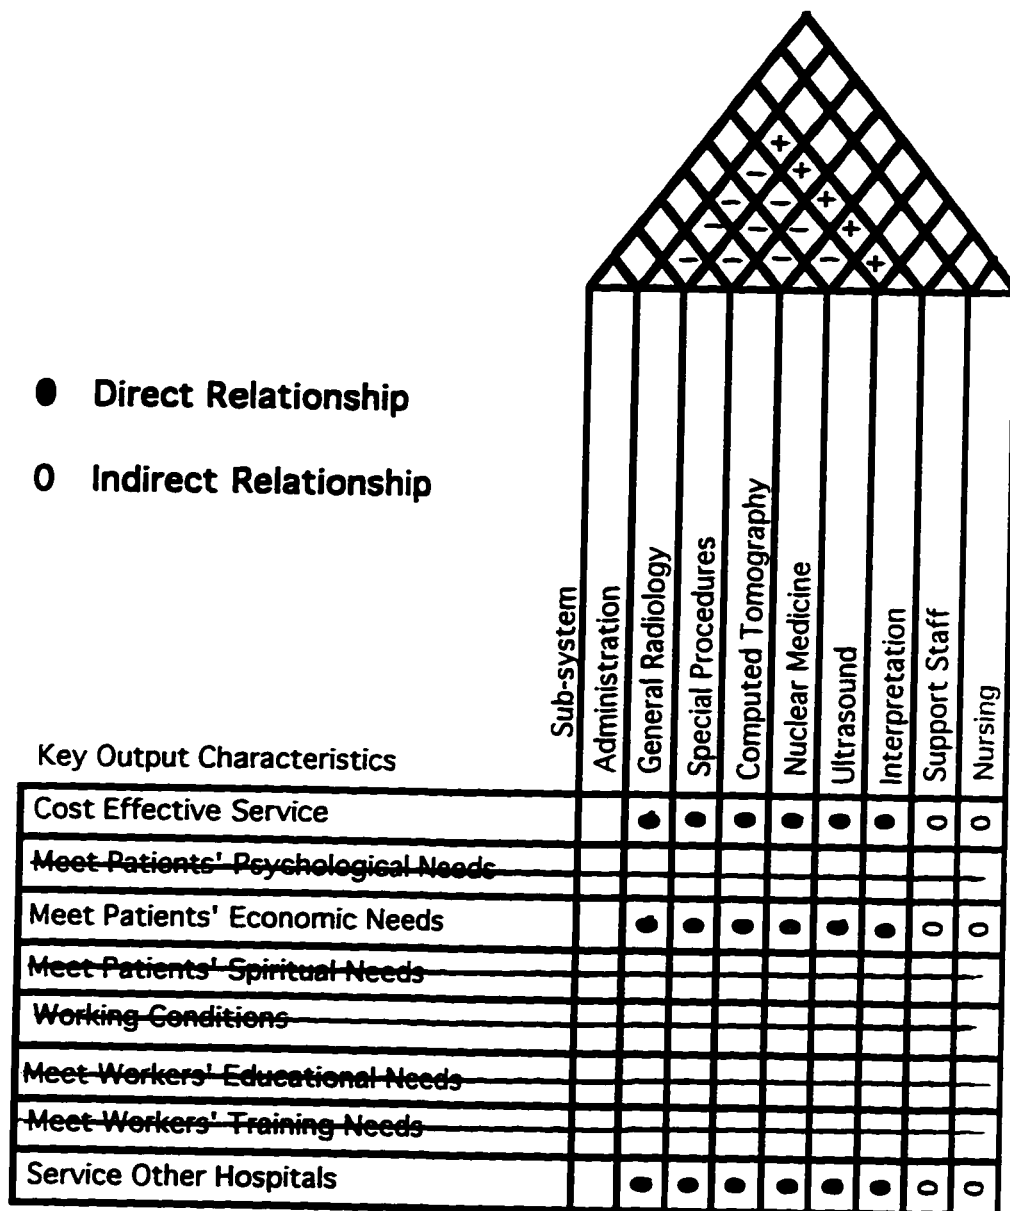 ● Direct Relationship
O Indirect Relationship
Sub-system
Administration
General Radiology
Special Procedures
Computed Tomography
Nuclear Medicine
Ultrasound
Interpretation
Support Staff
Nursing
Key Output Characteristics
Cost Effective Service ● ● ● ● ● ● O O
Meet Patients' Psychological Needs
Meet Patients' Economic Needs ● ● ● ● ● ● O O
Meet Patients' Spiritual Needs
Working Conditions
Meet Workers' Educational Needs
Meet Workers' Training Needs
Service Other Hospitals ● ● ● ● ● ● O O